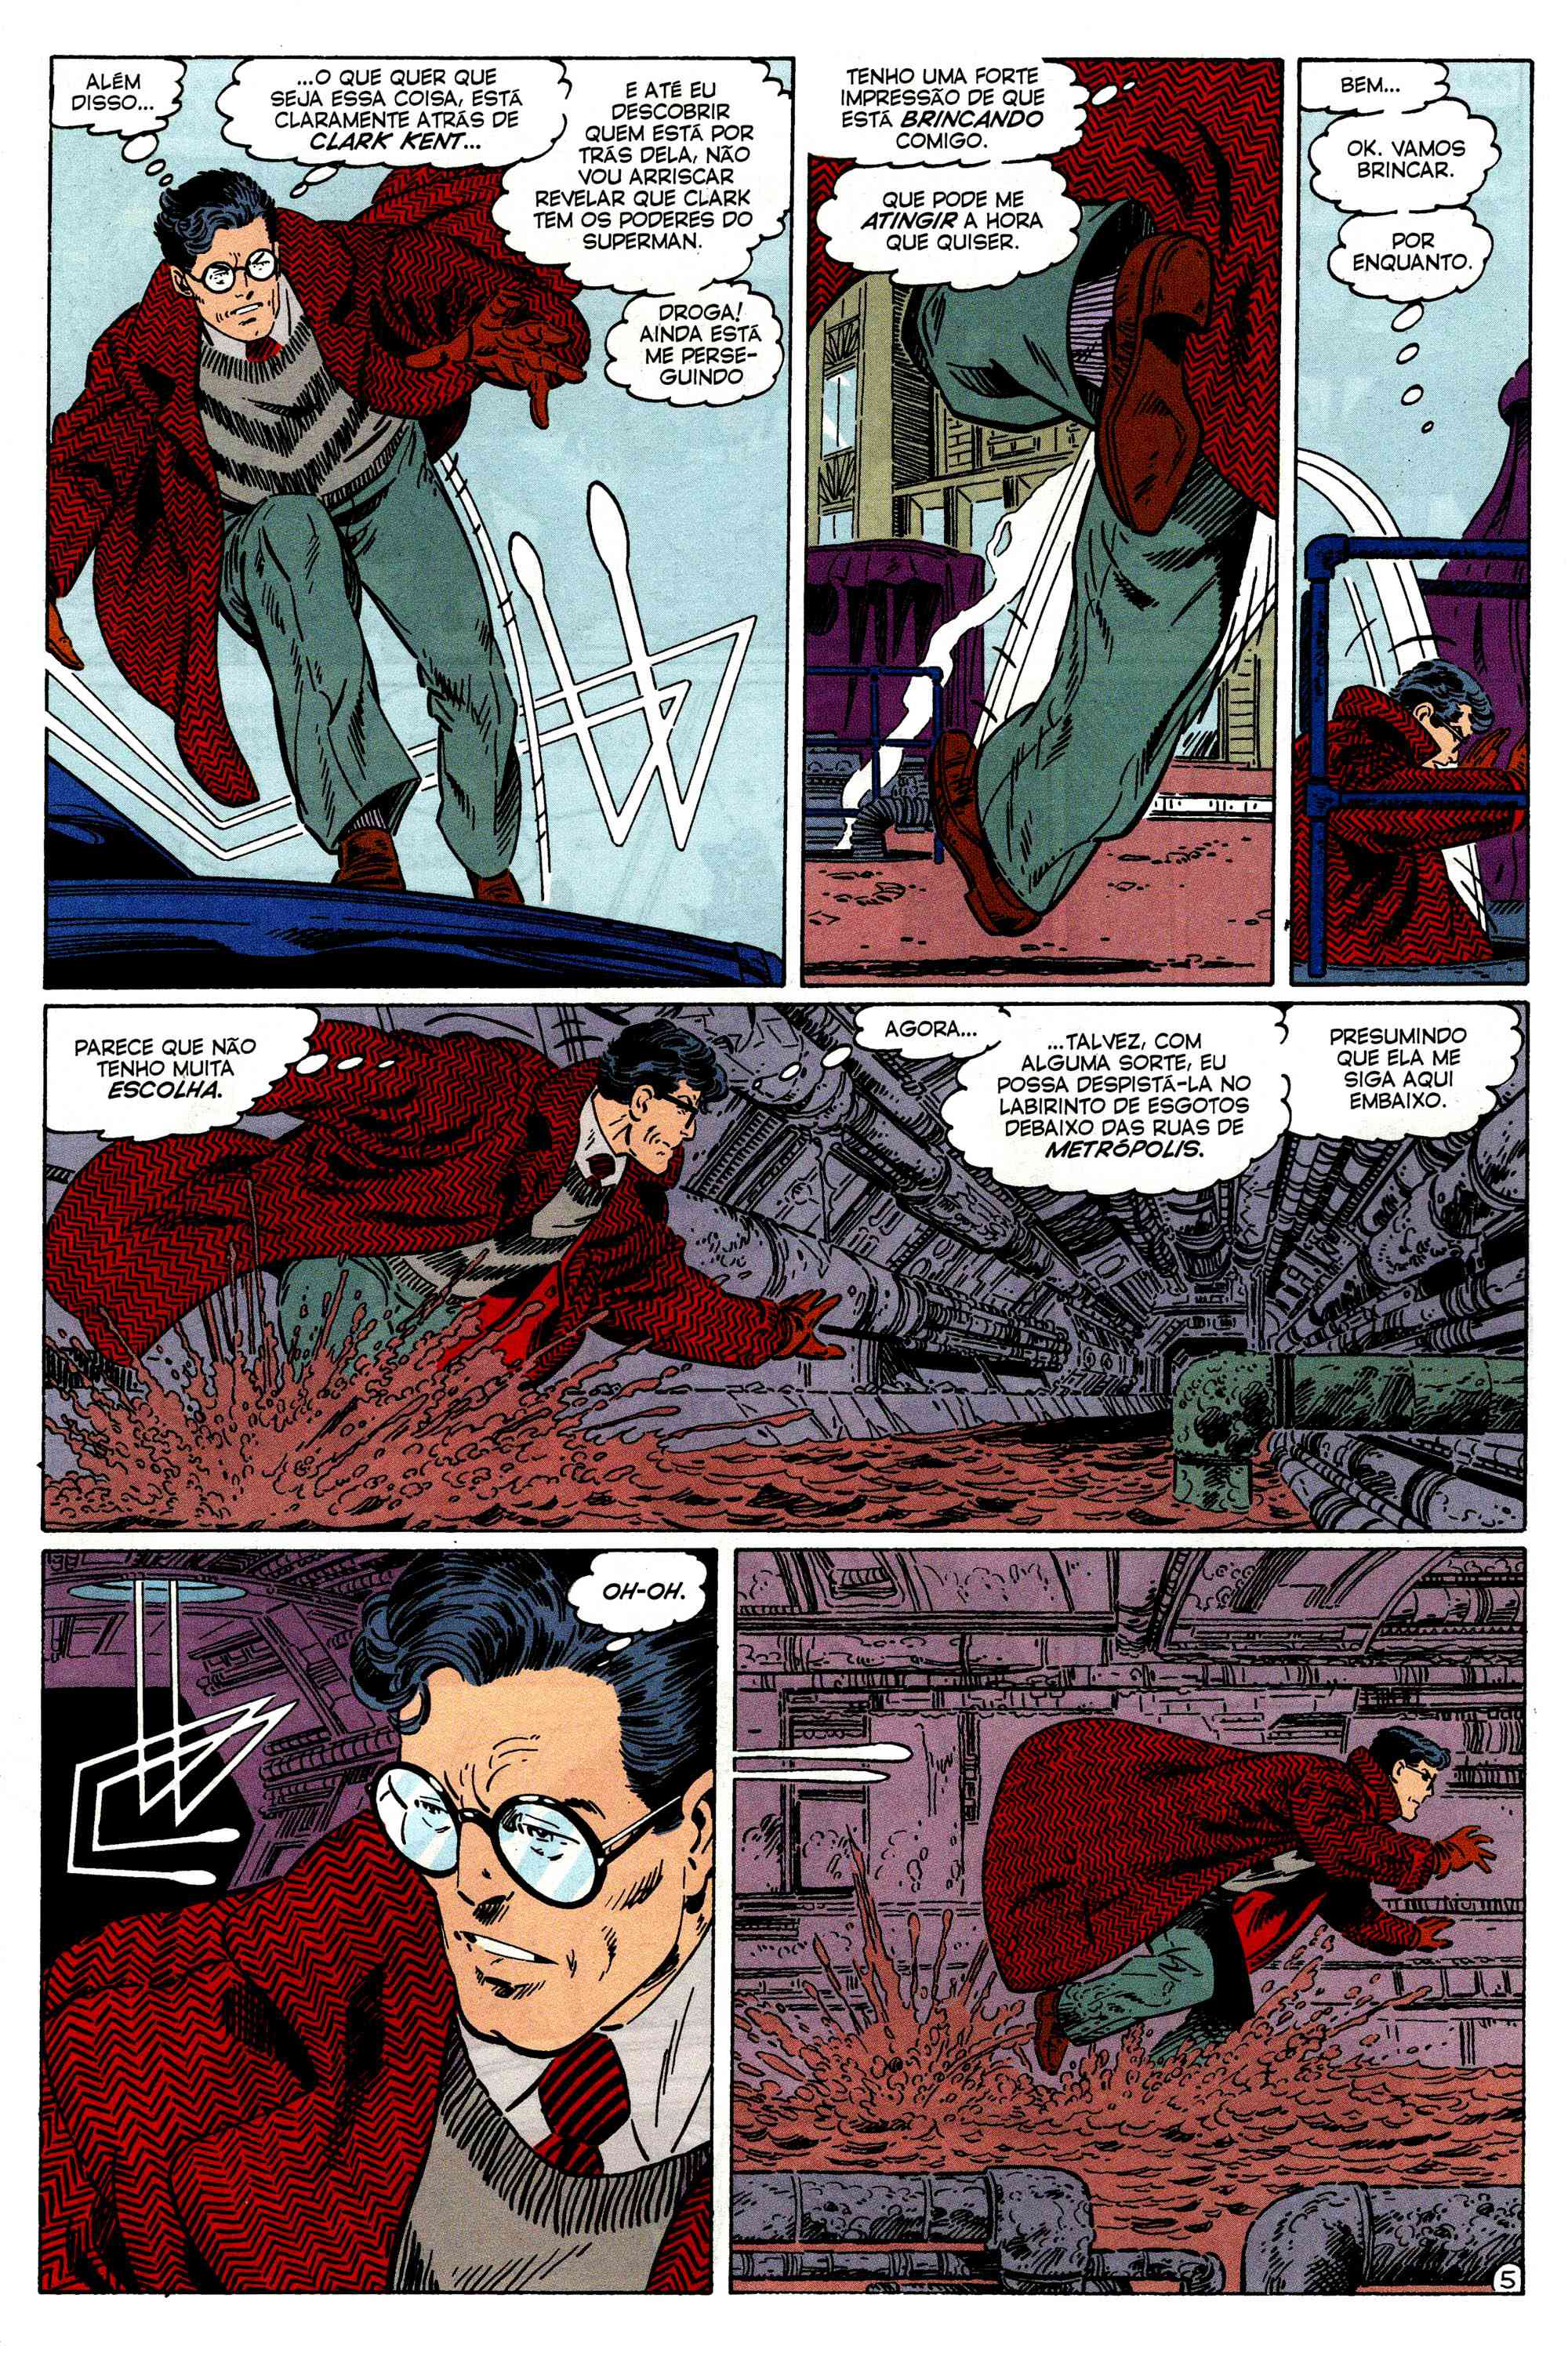 ALÉM
DISSO...
...O QUE QUER QUE
SEJA ESSA COISA, ESTÁ
CLARAMENTE ATRÁS DE
CLARK KENT...
E ATÉ EU
DESCOBRIR
QUEM ESTÁ POR
TRÁS DELA, NÃO
VOU ARRISCAR
REVELAR QUE CLARK
TEM OS PODERES DO
SUPERMAN.
DROGA!
AINDA ESTÁ
ME PERSE-
GUINDO
TENHO UMA FORTE
IMPRESSÃO DE QUE
ESTÁ BRINCANDO
COMIGO.
QUE PODE ME
ATINGIR A HORA
QUE QUISER.
BEM...
OK. VAMOS
BRINCAR.
POR
ENQUANTO.
PARECE QUE NÃO
TENHO MUITA
ESCOLHA.
AGORA...
...TALVEZ, COM
ALGUMA SORTE, EU
POSSA DESPISTÁ-LA NO
LABIRINTO DE ESGOTOS
DEBAIXO DAS RUAS DE
METRÓPOLIS.
PRESUMINDO
QUE ELA ME
SIGA AQUI
EMBAIXO.
OH-OH.
5